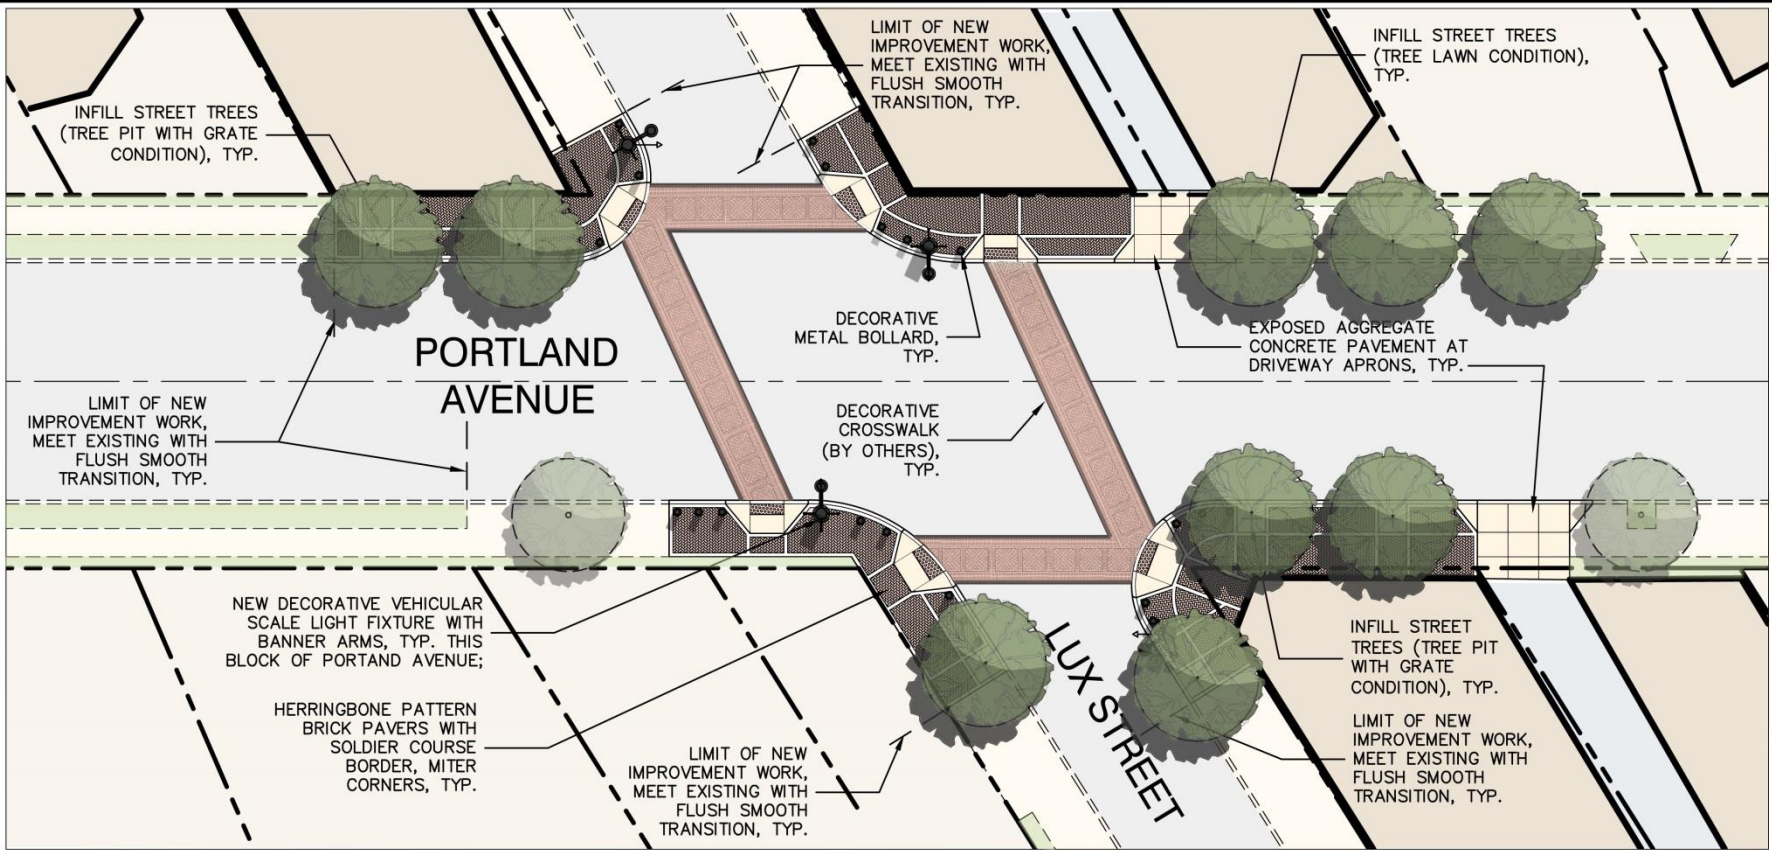 LIMIT OF NEW
IMPROVEMENT WORK,
MEET EXISTING WITH
FLUSH SMOOTH
TRANSITION, TYP.
INFILL STREET TREES
(TREE LAWN CONDITION),
TYP.
INFILL STREET TREES
(TREE PIT WITH GRATE
CONDITION), TYP.
PORTLAND
AVENUE
DECORATIVE
METAL BOLLARD,
TYP.
EXPOSED AGGREGATE
CONCRETE PAVEMENT AT
DRIVEWAY APRONS, TYP.
LIMIT OF NEW
IMPROVEMENT WORK,
MEET EXISTING WITH
FLUSH SMOOTH
TRANSITION, TYP.
DECORATIVE
CROSSWALK
(BY OTHERS),
TYP.
NEW DECORATIVE VEHICULAR
SCALE LIGHT FIXTURE WITH
BANNER ARMS, TYP. THIS
BLOCK OF PORTAND AVENUE;
HERRINGBONE PATTERN
BRICK PAVERS WITH
SOLDIER COURSE
BORDER, MITER
CORNERS, TYP.
LIMIT OF NEW
IMPROVEMENT WORK,
MEET EXISTING WITH
FLUSH SMOOTH
TRANSITION, TYP.
LUX STREET
INFILL STREET
TREES (TREE PIT
WITH GRATE
CONDITION), TYP.
LIMIT OF NEW
IMPROVEMENT WORK,
MEET EXISTING WITH
FLUSH SMOOTH
TRANSITION, TYP.